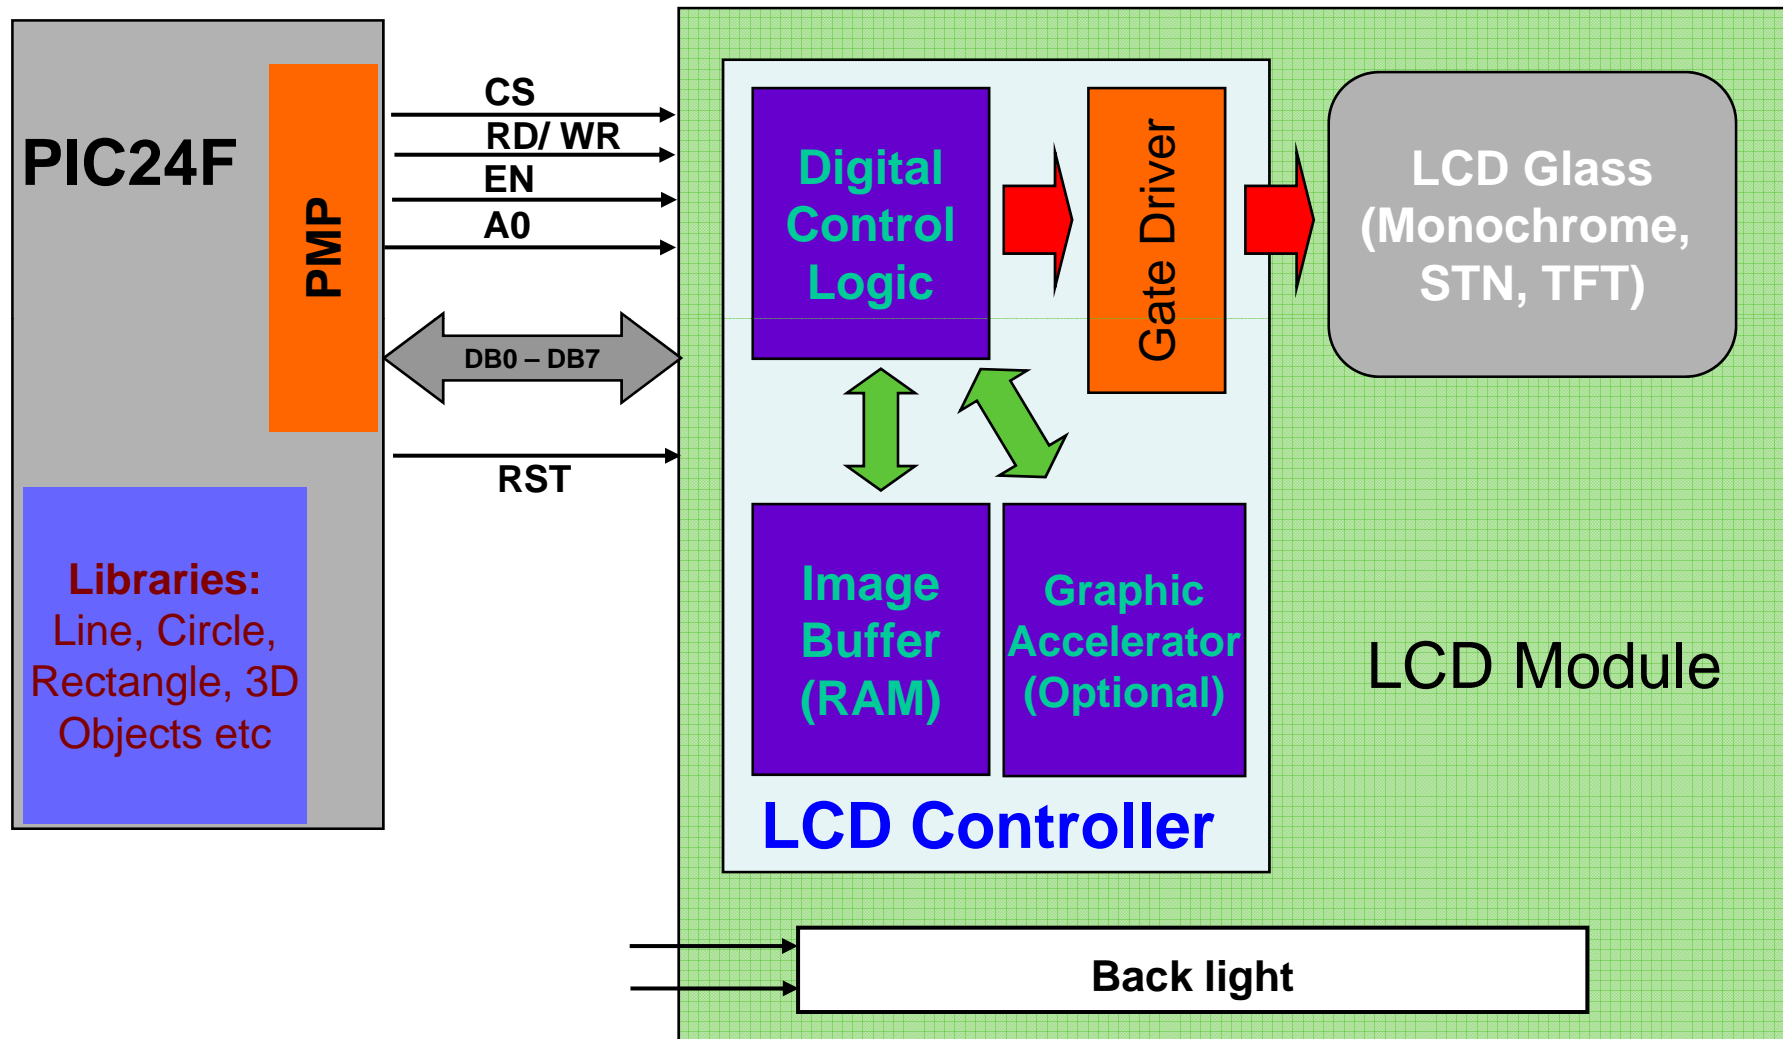 PIC24F
PMP
Libraries:
Line, Circle,
Rectangle, 3D
Objects etc
CS
RD/ WR
EN
A0
DB0 – DB7
RST
Digital
Control
Logic
Gate Driver
LCD Glass
(Monochrome,
STN, TFT)
Image
Buffer
(RAM)
Graphic
Accelerator
(Optional)
LCD Controller
LCD Module
Back light